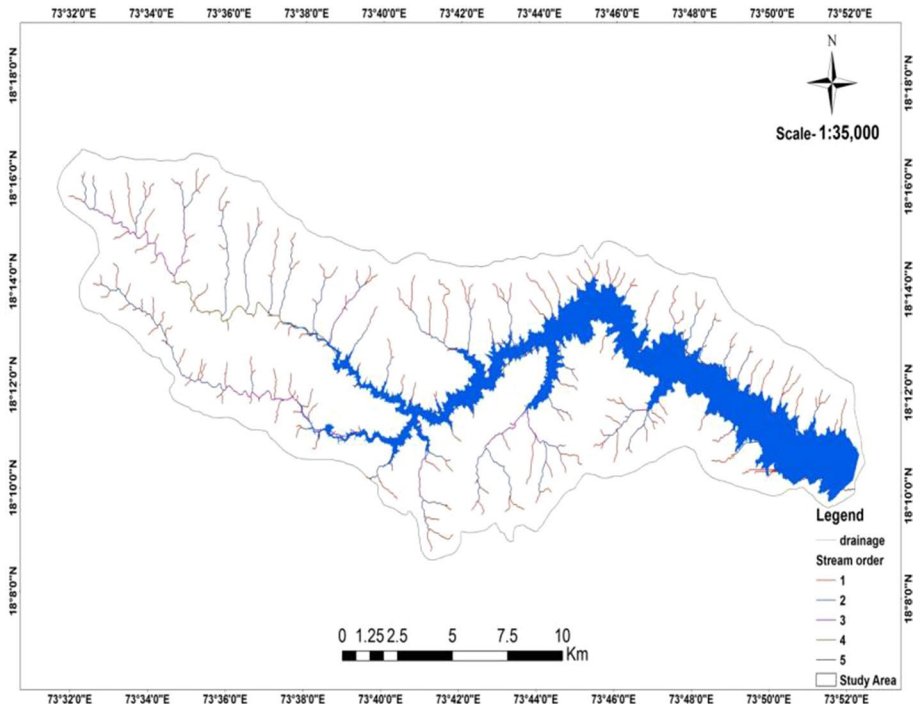 73°32'0"E 73°34'0"E 73°36'0"E 73°38'0"E 73°40'0"E 73°42'0"E 73°44'0"E 73°46'0"E 73°48'0"E 73°50'0"E 73°52'0"E
18°18'0"N
18°16'0"N
18°14'0"N
18°12'0"N
18°10'0"N
18°8'0"N
N
Scale- 1:35,000
18°18'0"N
18°16'0"N
18°14'0"N
18°12'0"N
18°10'0"N
18°8'0"N
Legend
drainage
Stream order
1
2
3
4
5
Study Area
0 1.25 2.5 5 7.5 10
Km
73°32'0"E 73°34'0"E 73°36'0"E 73°38'0"E 73°40'0"E 73°42'0"E 73°44'0"E 73°46'0"E 73°48'0"E 73°50'0"E 73°52'0"E